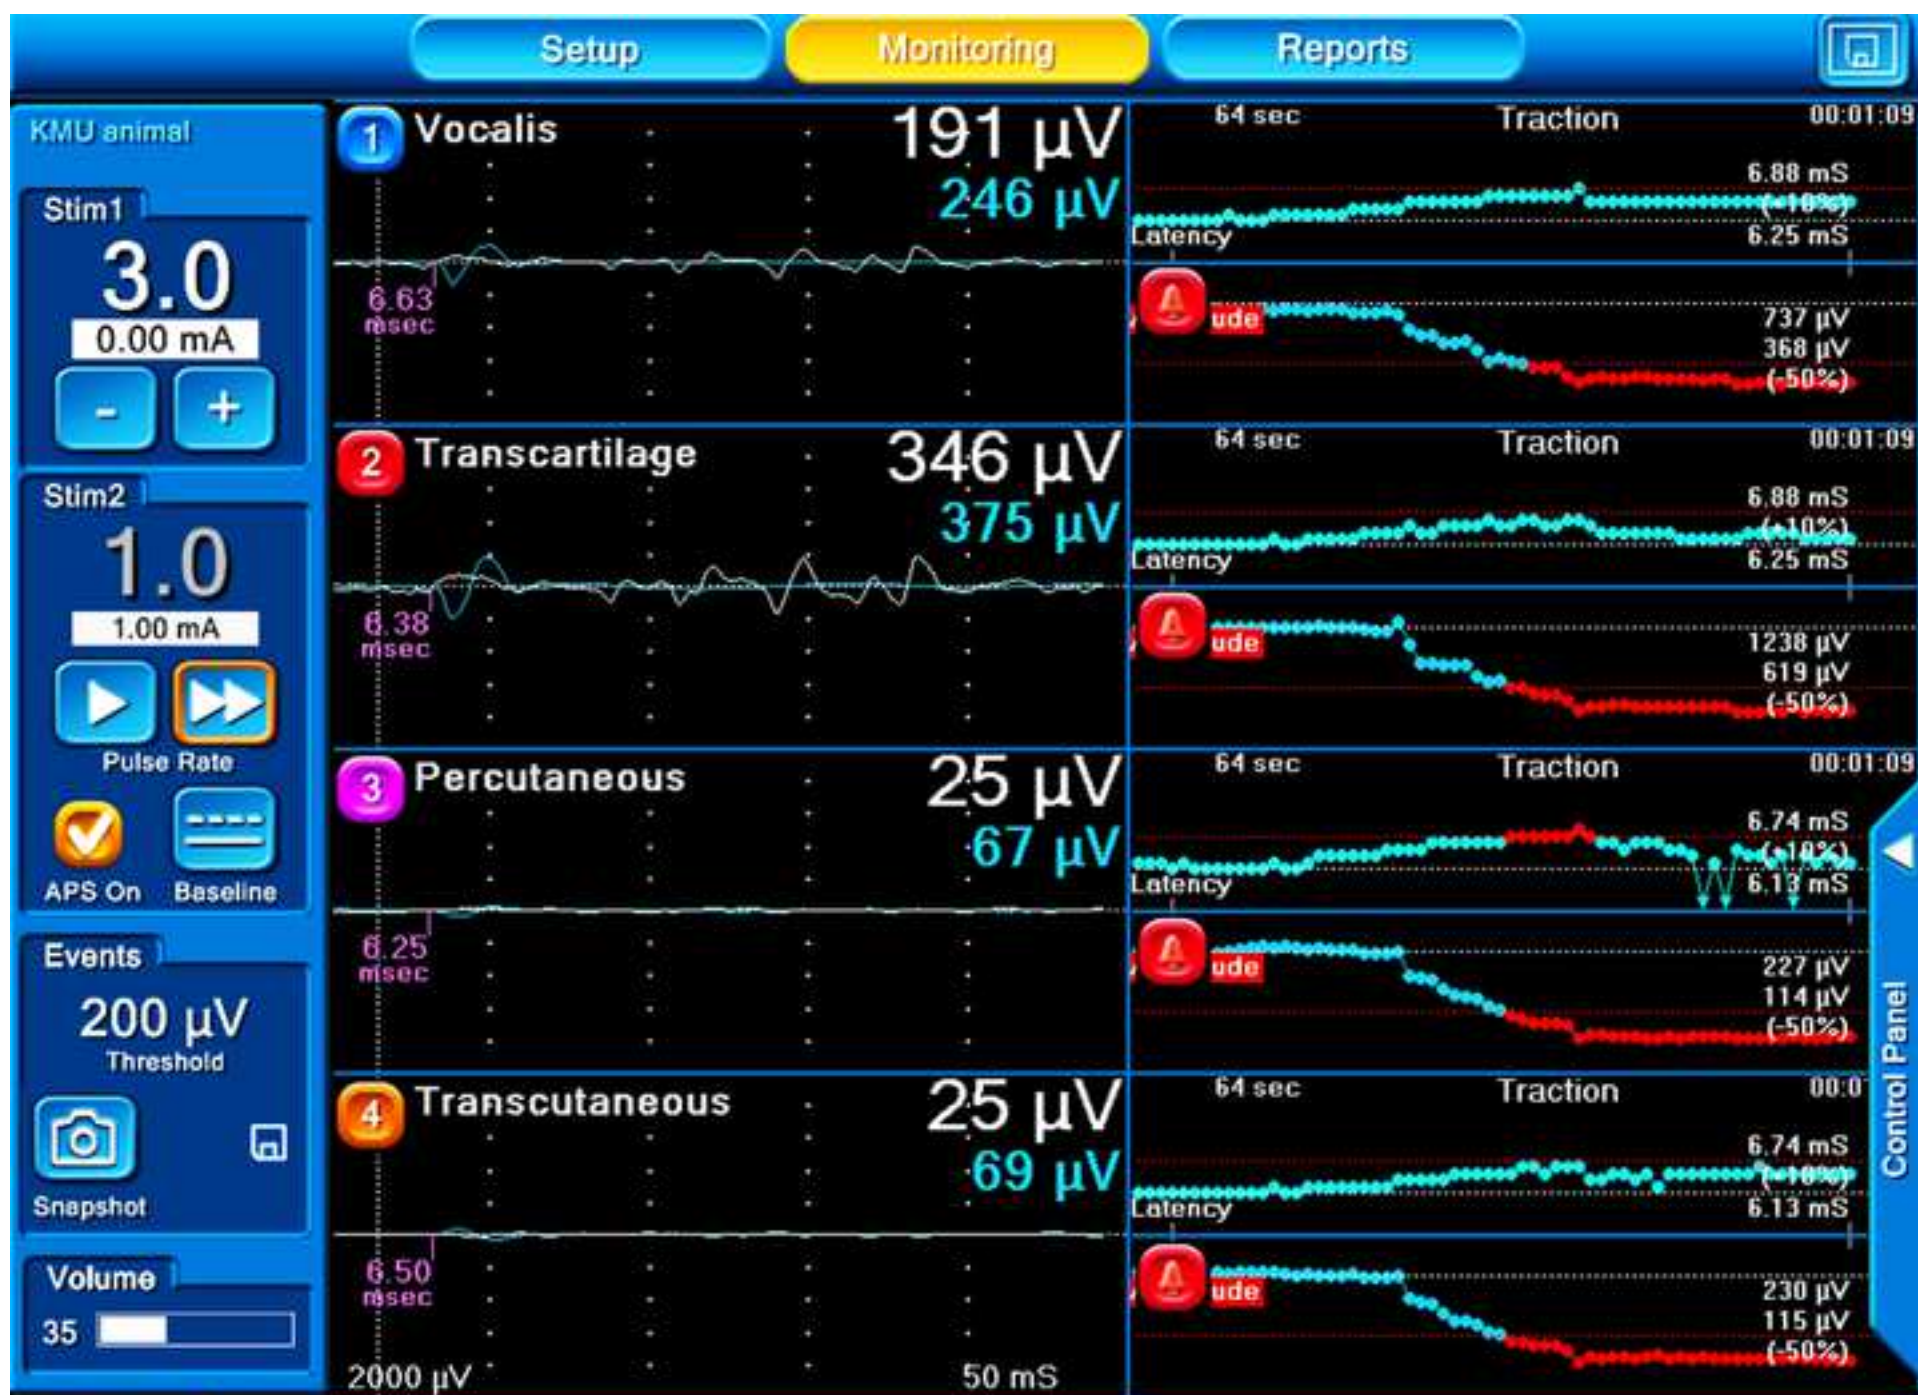 Setup
Monitoring
Reports
KMU animal
Stim1
3.0
0.00 mA
-
+
Stim2
1.0
1.00 mA
Pulse Rate
APS On
Baseline
Events
200 µV
Threshold
Snapshot
Volume
35
1
Vocalis
191 µV
246 µV
6.63
msec
64 sec
Traction
00:01:09
6.88 mS
Latency
6.25 mS
ude
737 µV
368 µV
(-50%)
2
Transcartilage
346 µV
375 µV
6.38
msec
64 sec
Traction
00:01:09
6.88 mS
(+10%)
Latency
6.25 mS
ude
1238 µV
619 µV
(-50%)
3
Percutaneous
25 µV
67 µV
6.25
msec
64 sec
Traction
00:01:09
6.74 mS
(+10%)
Latency
6.13 mS
ude
227 µV
114 µV
(-50%)
4
Transcutaneous
25 µV
69 µV
6.50
msec
2000 µV
50 mS
64 sec
Traction
00:0
6.74 mS
Latency
6.13 mS
ude
230 µV
115 µV
(-50%)
Control Panel